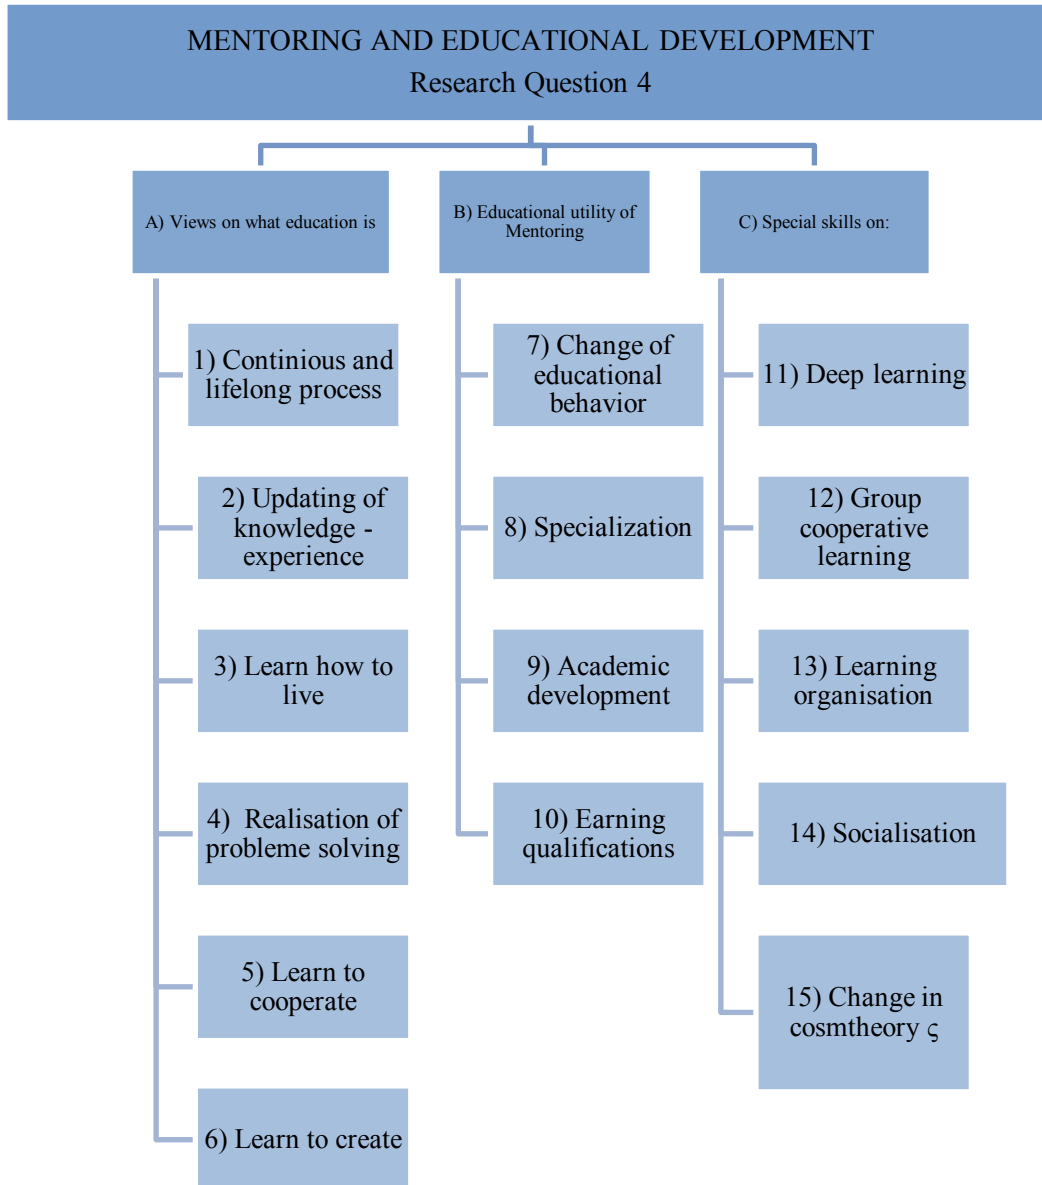 MENTORING AND EDUCATIONAL DEVELOPMENT
Research Question 4
A) Views on what education is
B) Educational utility of
Mentoring
C) Special skills on:
1) Continious and
lifelong process
2) Updating of
knowledge -
experience
3) Learn how to
live
4) Realisation of
probleme solving
5) Learn to
cooperate
6) Learn to create
7) Change of
educational
behavior
8) Specialization
9) Academic
development
10) Earning
qualifications
11) Deep learning
12) Group
cooperative
learning
13) Learning
organisation
14) Socialisation
15) Change in
cosmtheory ς